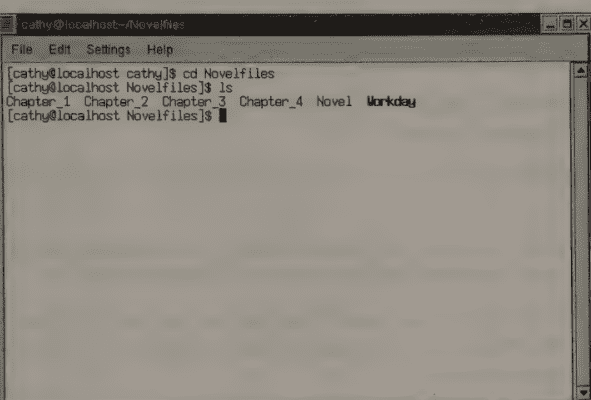 cathy@localhost:~/Novelfiles
File Edit Settings Help
[cathy@localhost cathy]$ cd Novelfiles
[cathy@localhost Novelfiles]$ ls
Chapter_1 Chapter_2 Chapter_3 Chapter_4 Novel Workday
[cathy@localhost Novelfiles]$